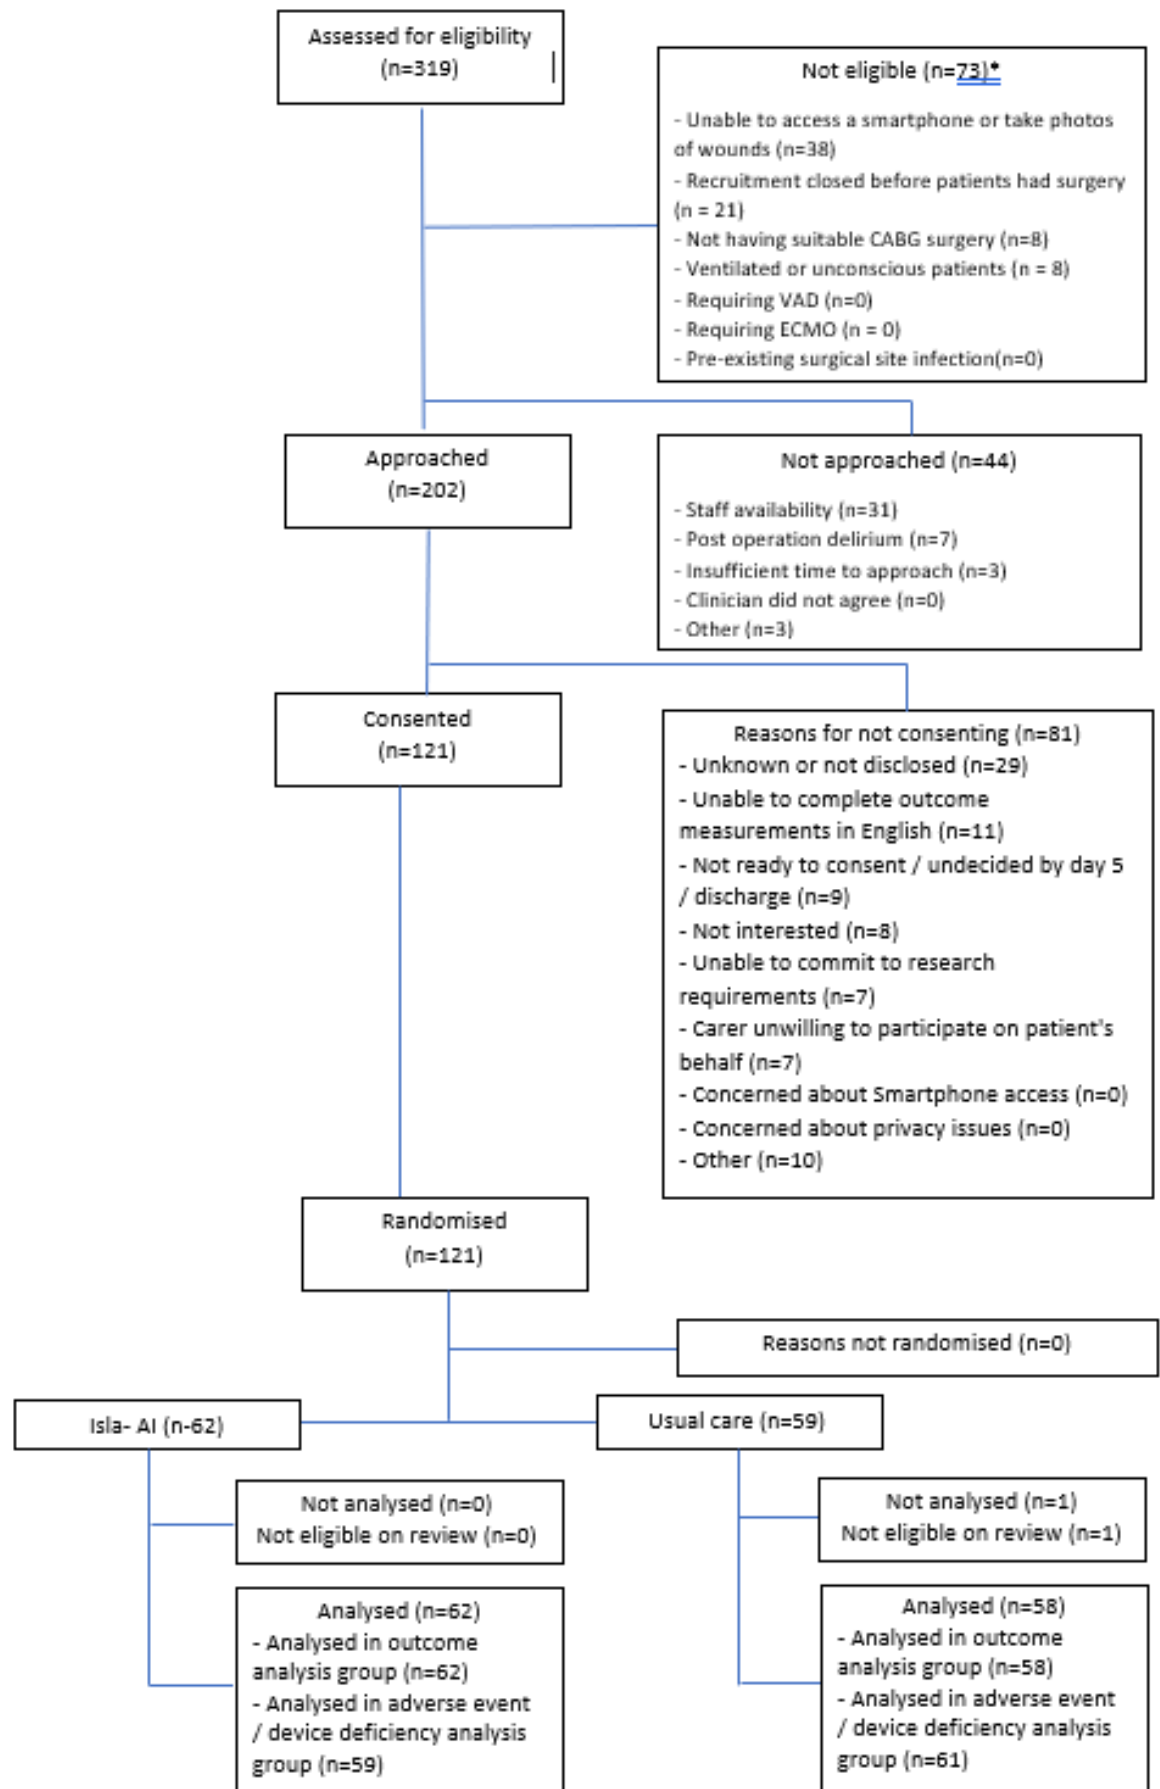 Assessed for eligibility
(n=319)
Not eligible (n=73)*
- Unable to access a smartphone or take photos
of wounds (n=38)
- Recruitment closed before patients had surgery
(n = 21)
- Not having suitable CABG surgery (n=8)
- Ventilated or unconscious patients (n = 8)
- Requiring VAD (n=0)
- Requiring ECMO (n = 0)
- Pre-existing surgical site infection(n=0)
Approached
(n=202)
Not approached (n=44)
- Staff availability (n=31)
- Post operation delirium (n=7)
- Insufficient time to approach (n=3)
- Clinician did not agree (n=0)
- Other (n=3)
Consented
(n=121)
Reasons for not consenting (n=81)
- Unknown or not disclosed (n=29)
- Unable to complete outcome
measurements in English (n=11)
- Not ready to consent / undecided by day 5
/ discharge (n=9)
- Not interested (n=8)
- Unable to commit to research
requirements (n=7)
- Carer unwilling to participate on patient's
behalf (n=7)
- Concerned about Smartphone access (n=0)
- Concerned about privacy issues (n=0)
- Other (n=10)
Randomised
(n=121)
Reasons not randomised (n=0)
Isla- AI (n-62)
Usual care (n=59)
Not analysed (n=0)
Not eligible on review (n=0)
Not analysed (n=1)
Not eligible on review (n=1)
Analysed (n=62)
- Analysed in outcome
analysis group (n=62)
- Analysed in adverse event
/ device deficiency analysis
group (n=59)
Analysed (n=58)
- Analysed in outcome
analysis group (n=58)
- Analysed in adverse event
/ device deficiency analysis
group (n=61)